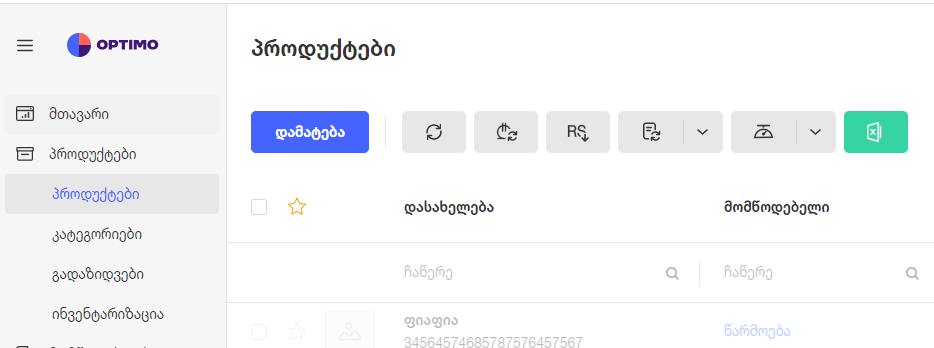 OPTIMO
პროდუქტები
მთავარი
დამატება
RS
პროდუქტები
პროდუქტები
დასახელება
მომწოდებელი
კატეგორიები
გადაზიდვები
ჩაწერე
ჩაწერე
ინვენტარიზაცია
ფიაფია
წარმოება
34564574685787576457567